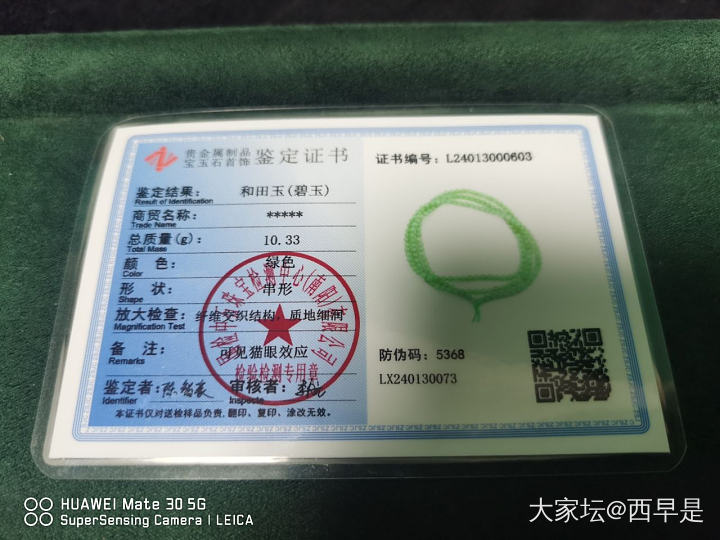 贵金属制品
宝玉石首饰 鉴定证书
鉴定结果: 和田玉(碧玉)
Result of Identification
商贸名称: *****
Trade Name
总质量(g): 10.33
Total Mass
颜 色: 绿色
Color
形 状: 串形
Shape
放大检查: 纤维交织结构，质地细润
Magnification Test
备 注: 可见猫眼效应
Remarks
鉴定者: 审核者:
Identifier Inspecte
本证书仅对送检样品负责，翻印、复印、涂改无效。
检验检测专用章
证书编号: L24013000603
防伪码: 5368
LX240130073
HUAWEI Mate 30 5G
SuperSensing Camera | LEICA
大家坛@西早是